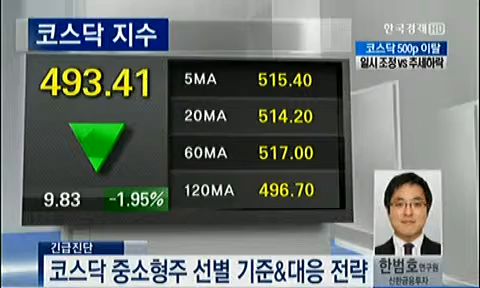 코스닥 지수
한국경제 HD
코스닥 500p 이탈
일시 조정 vs 추세하락
493.41
9.83 -1.95%
5MA 515.40
20MA 514.20
60MA 517.00
120MA 496.70
긴급진단
코스닥 중소형주 선별 기준&대응 전략
한범호 연구원
신한금융투자